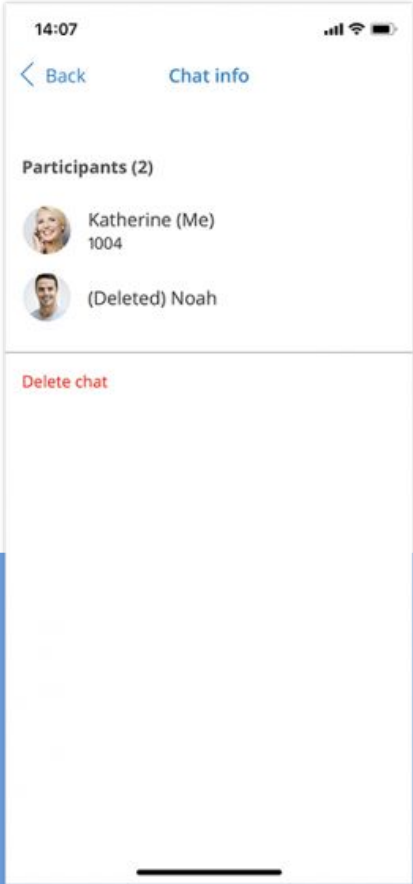 14:07
Back
Chat info
Participants (2)
Katherine (Me)
1004
(Deleted) Noah
Delete chat